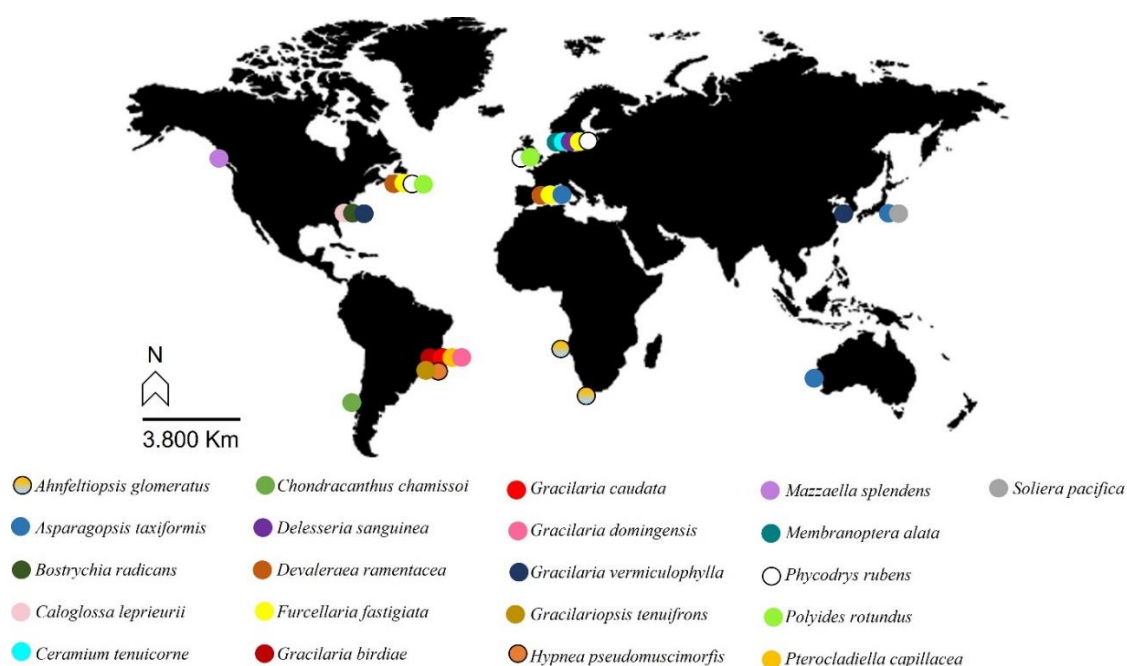 N
3.800 Km
Ahnfeltiopsis glomeratus
Asparagopsis taxiformis
Bostrychia radicans
Caloglossa leprieurii
Ceramium tenuicorne
Chondracanthus chamissoi
Delesseria sanguinea
Devaleraea ramentacea
Furcellaria fastigiata
Gracilaria birdiae
Gracilaria caudata
Gracilaria domingensis
Gracilaria vermiculophylla
Gracilariopsis tenuifrons
Hypnea pseudomuscimorfis
Mazzaella splendens
Membranoptera alata
Phycodrys rubens
Polyides rotundus
Pterocladiella capillacea
Soliera pacifica